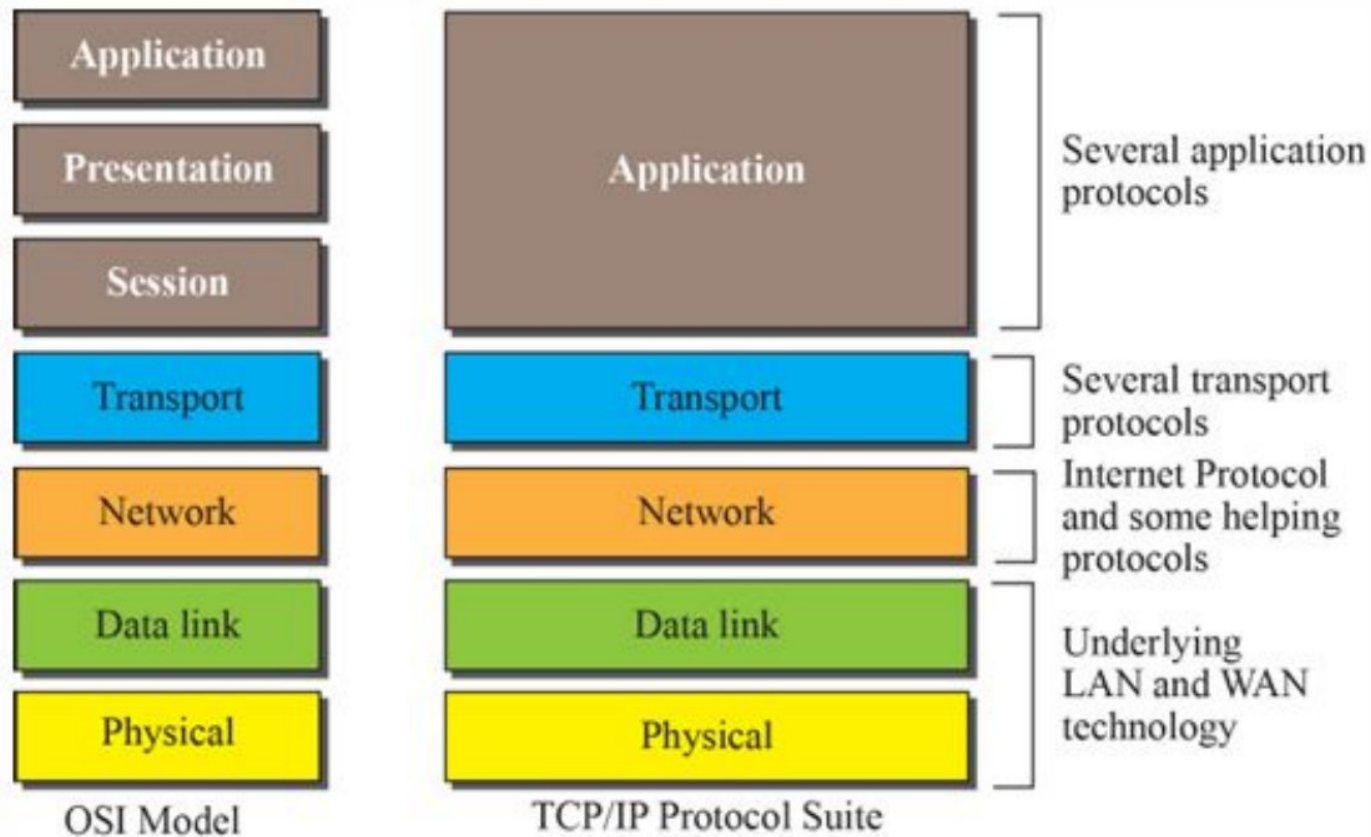 Application
Presentation
Session
Transport
Network
Data link
Physical
OSI Model
Application
Transport
Network
Data link
Physical
TCP/IP Protocol Suite
Several application
protocols
Several transport
protocols
Internet Protocol
and some helping
protocols
Underlying
LAN and WAN
technology